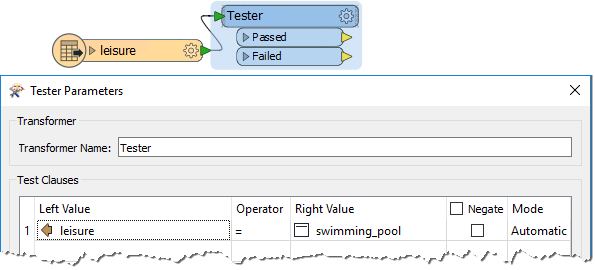 Tester
leisure
Passed
Failed
Tester Parameters
Transformer
Transformer Name: Tester
Test Clauses
Left Value Operator Right Value Negate Mode
1 leisure = swimming_pool Automatic